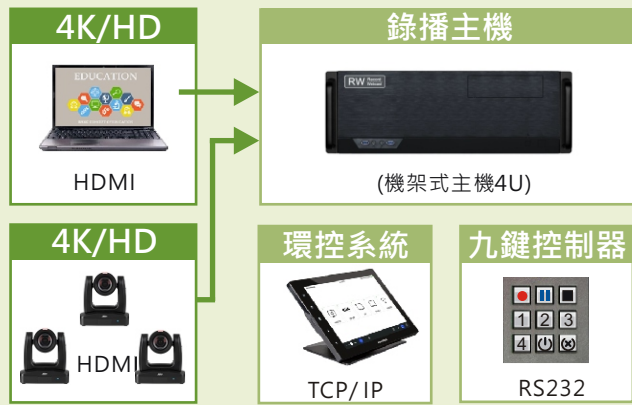 4K/HD
EDUCATION
HDMI
4K/HD
HDMI
錄播主機
RW
(機架式主機4U)
環控系統
TCP/ IP
九鍵控制器
1 2 3
4
RS232